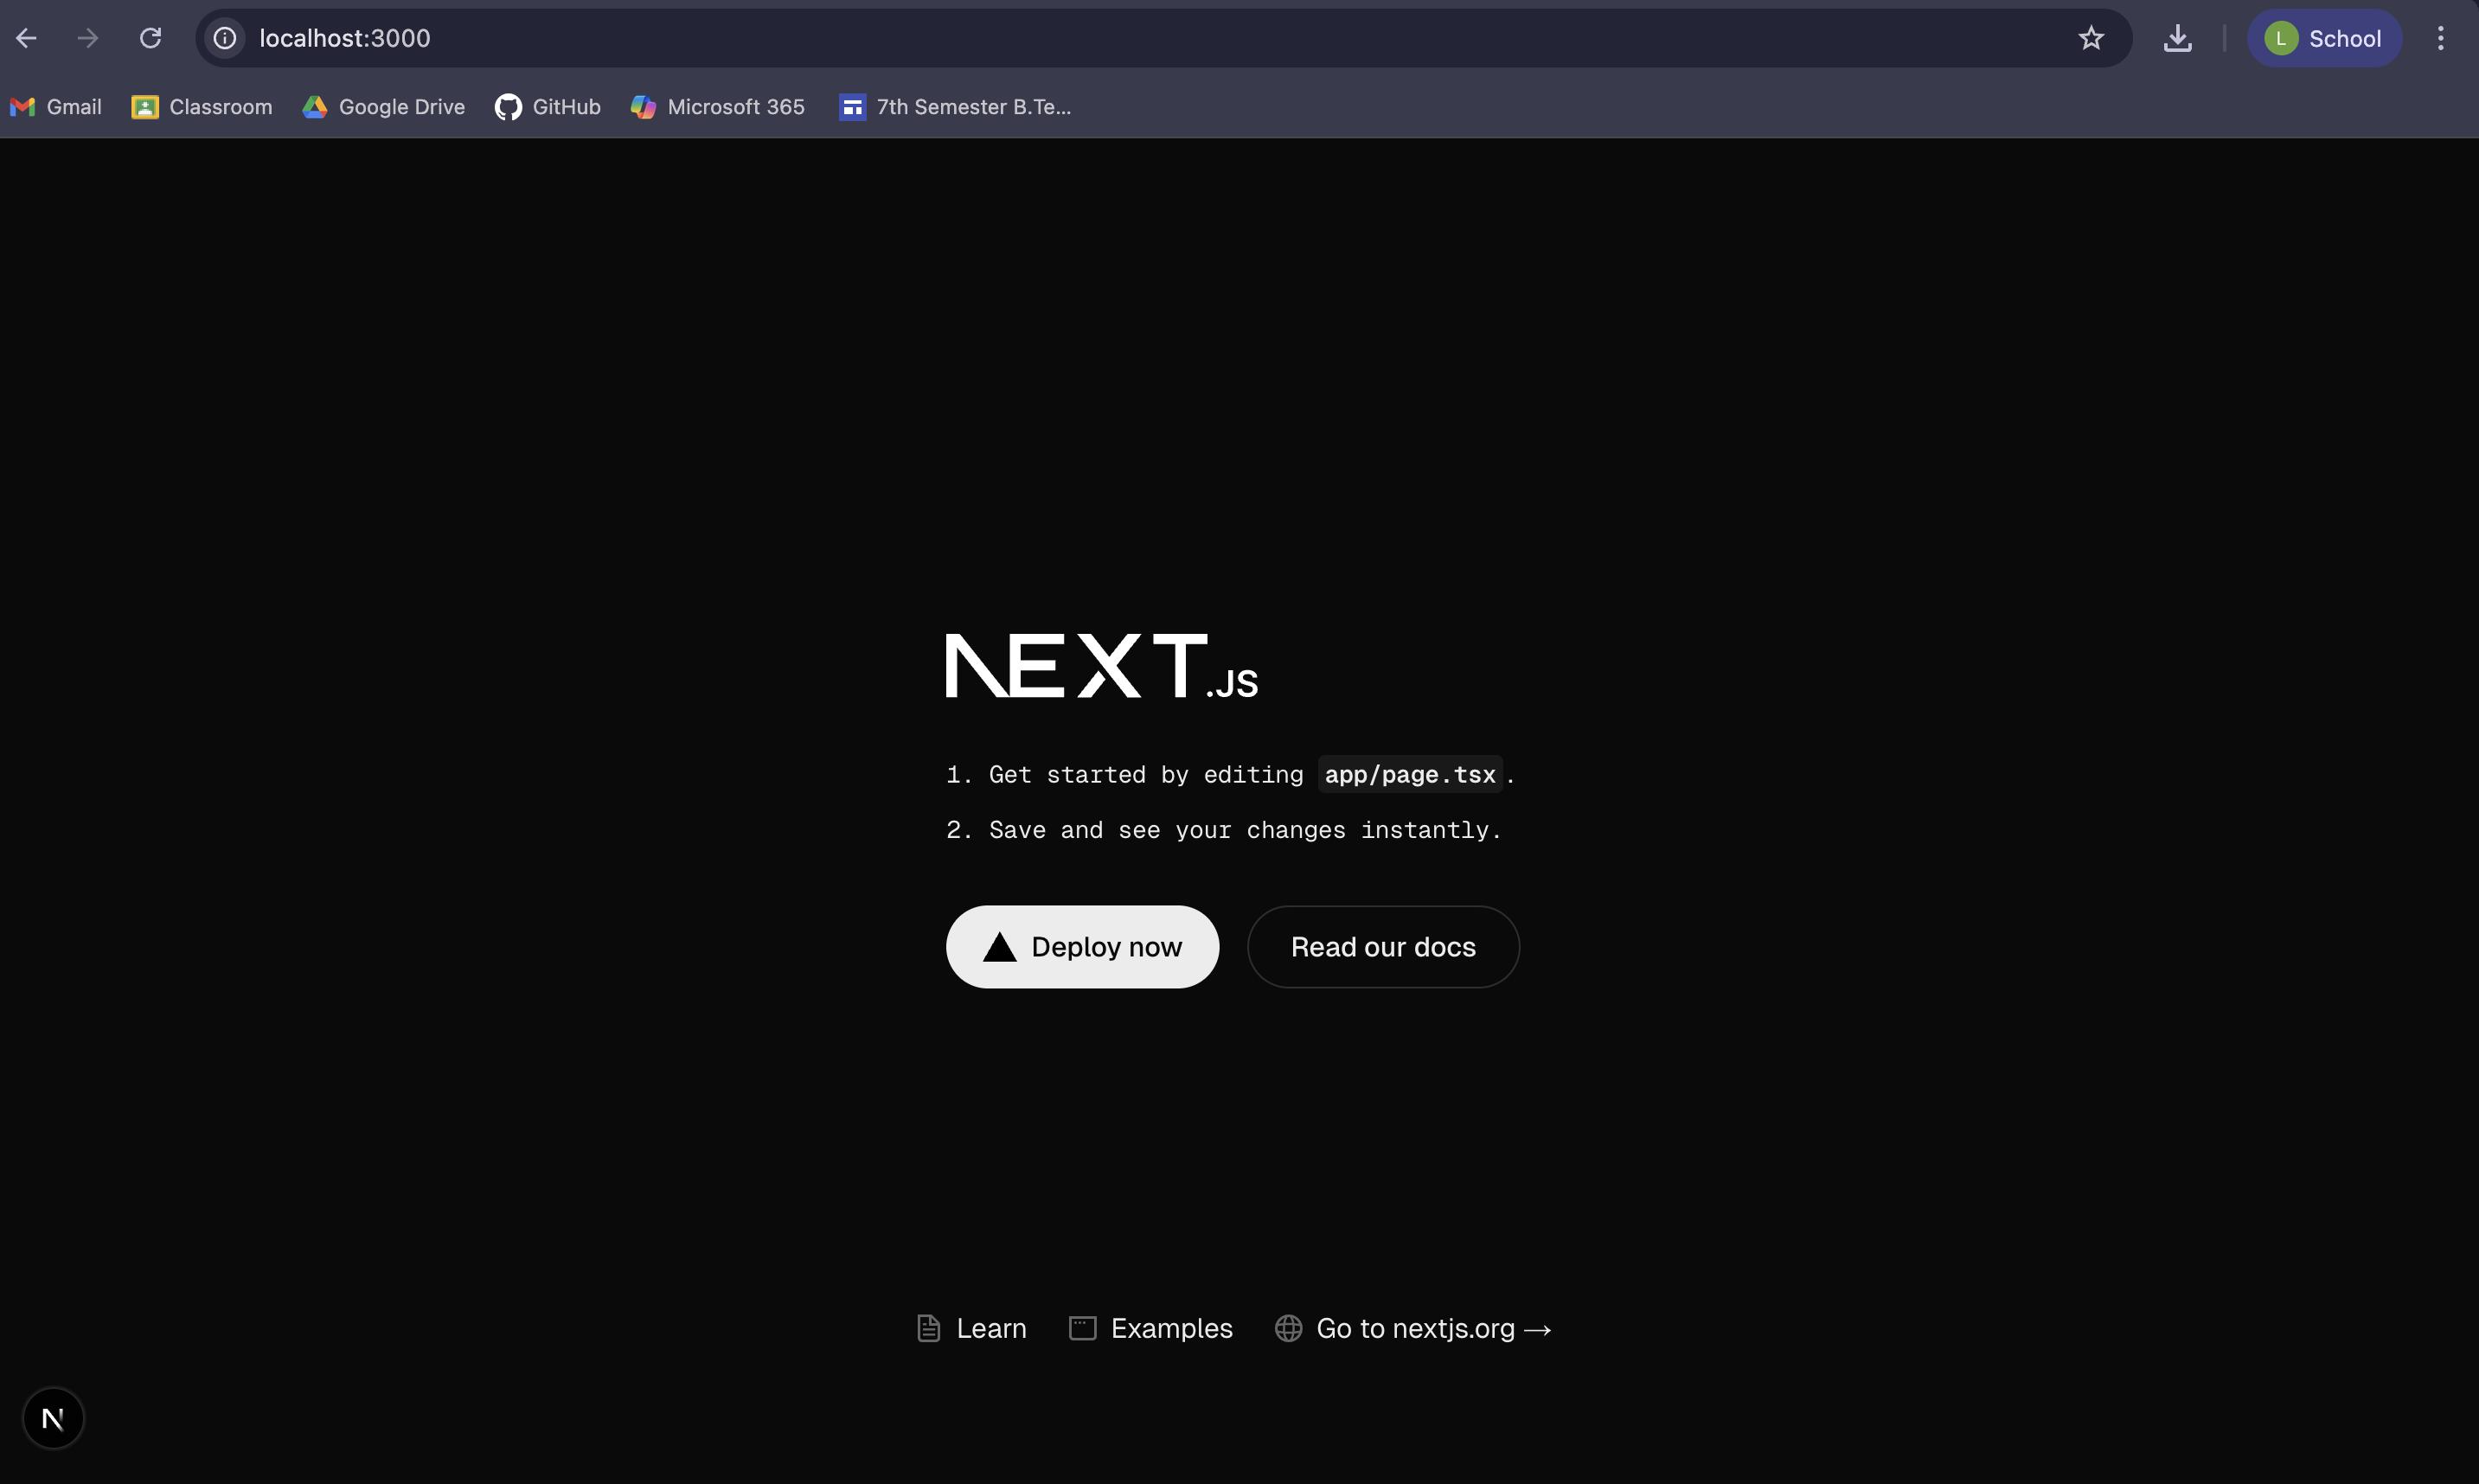 localhost:3000
L School
Gmail Classroom Google Drive GitHub Microsoft 365 7th Semester B.Te...
NEXT.JS
1. Get started by editing app/page.tsx.
2. Save and see your changes instantly.
Deploy now Read our docs
Learn Examples Go to nextjs.org →
N